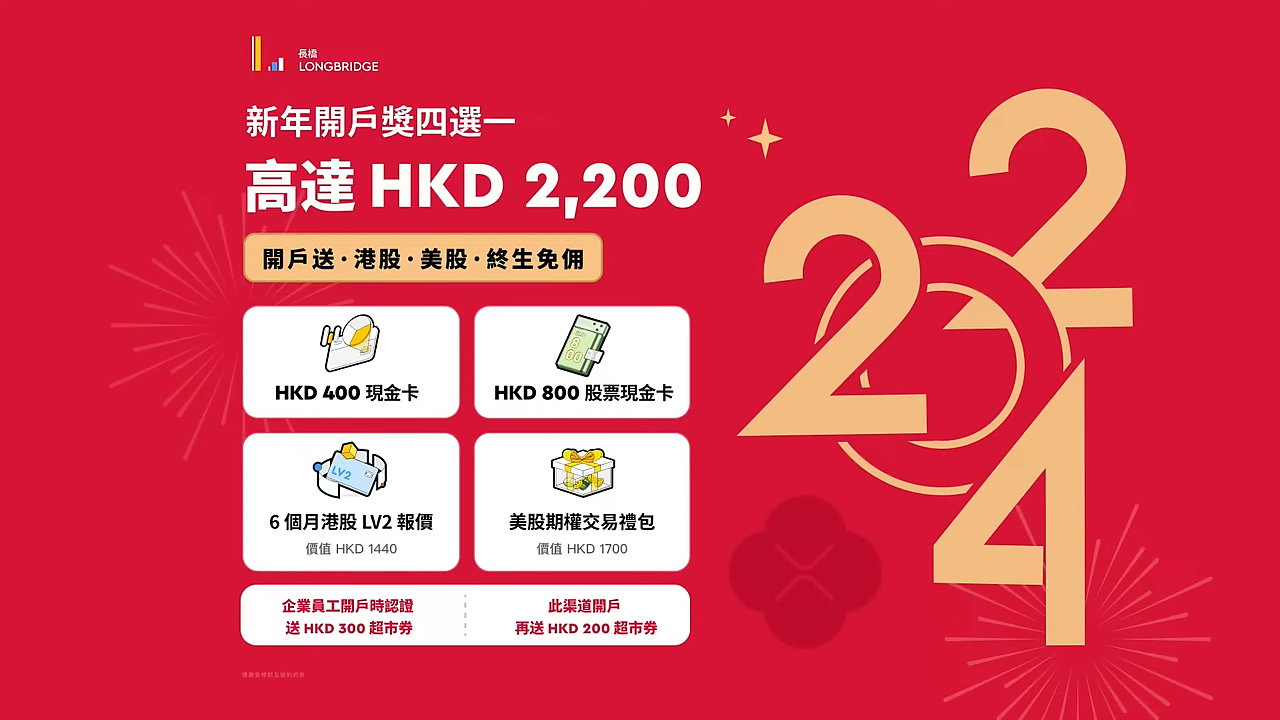 長橋
LONGBRIDGE
新年開戶獎四選一
高達 HKD 2,200
開戶送·港股·美股·終生免佣
HKD 400 現金卡
HKD 800 股票現金卡
8
00
LV2
6 個月港股 LV2 報價
價值 HKD 1440
美股期權交易禮包
價值 HKD 1700
企業員工開戶時認證
送 HKD 300 超市券
此渠道開戶
再送 HKD 200 超市券
2024